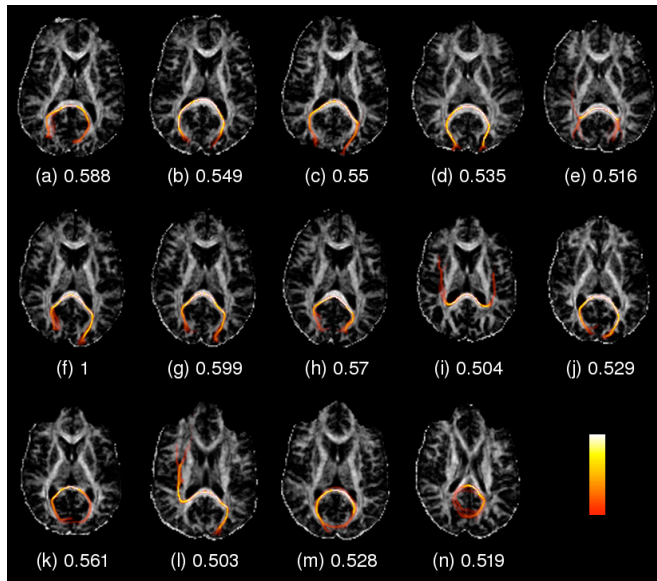 (a) 0.588 (b) 0.549 (c) 0.55 (d) 0.535 (e) 0.516
(f) 1 (g) 0.599 (h) 0.57 (i) 0.504 (j) 0.529
(k) 0.561 (l) 0.503 (m) 0.528 (n) 0.519